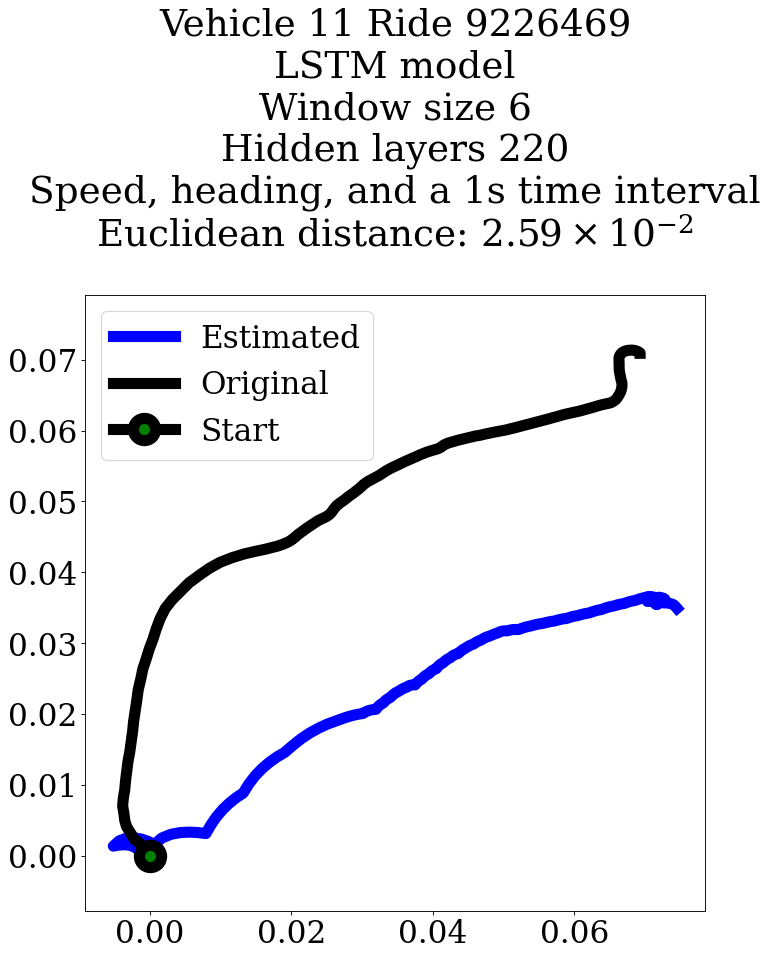 Vehicle 11 Ride 9226469
LSTM model
Window size 6
Hidden layers 220
Speed, heading, and a 1s time interval
Euclidean distance: 2.59 × 10⁻²
Estimated
Original
Start
0.07
0.06
0.05
0.04
0.03
0.02
0.01
0.00
0.00 0.02 0.04 0.06